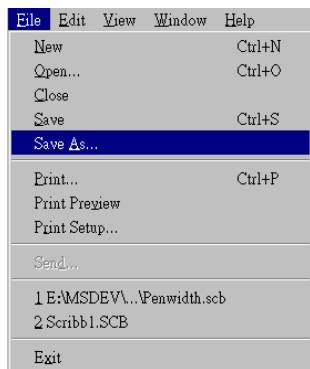 File Edit View Window Help
New Ctrl+N
Open... Ctrl+O
Close
Save Ctrl+S
Save As...
Print... Ctrl+P
Print Preview
Print Setup...
Send...
1 E:\MSDEV\...\Penwidth.scb
2 Scribb1.SCB
Exit